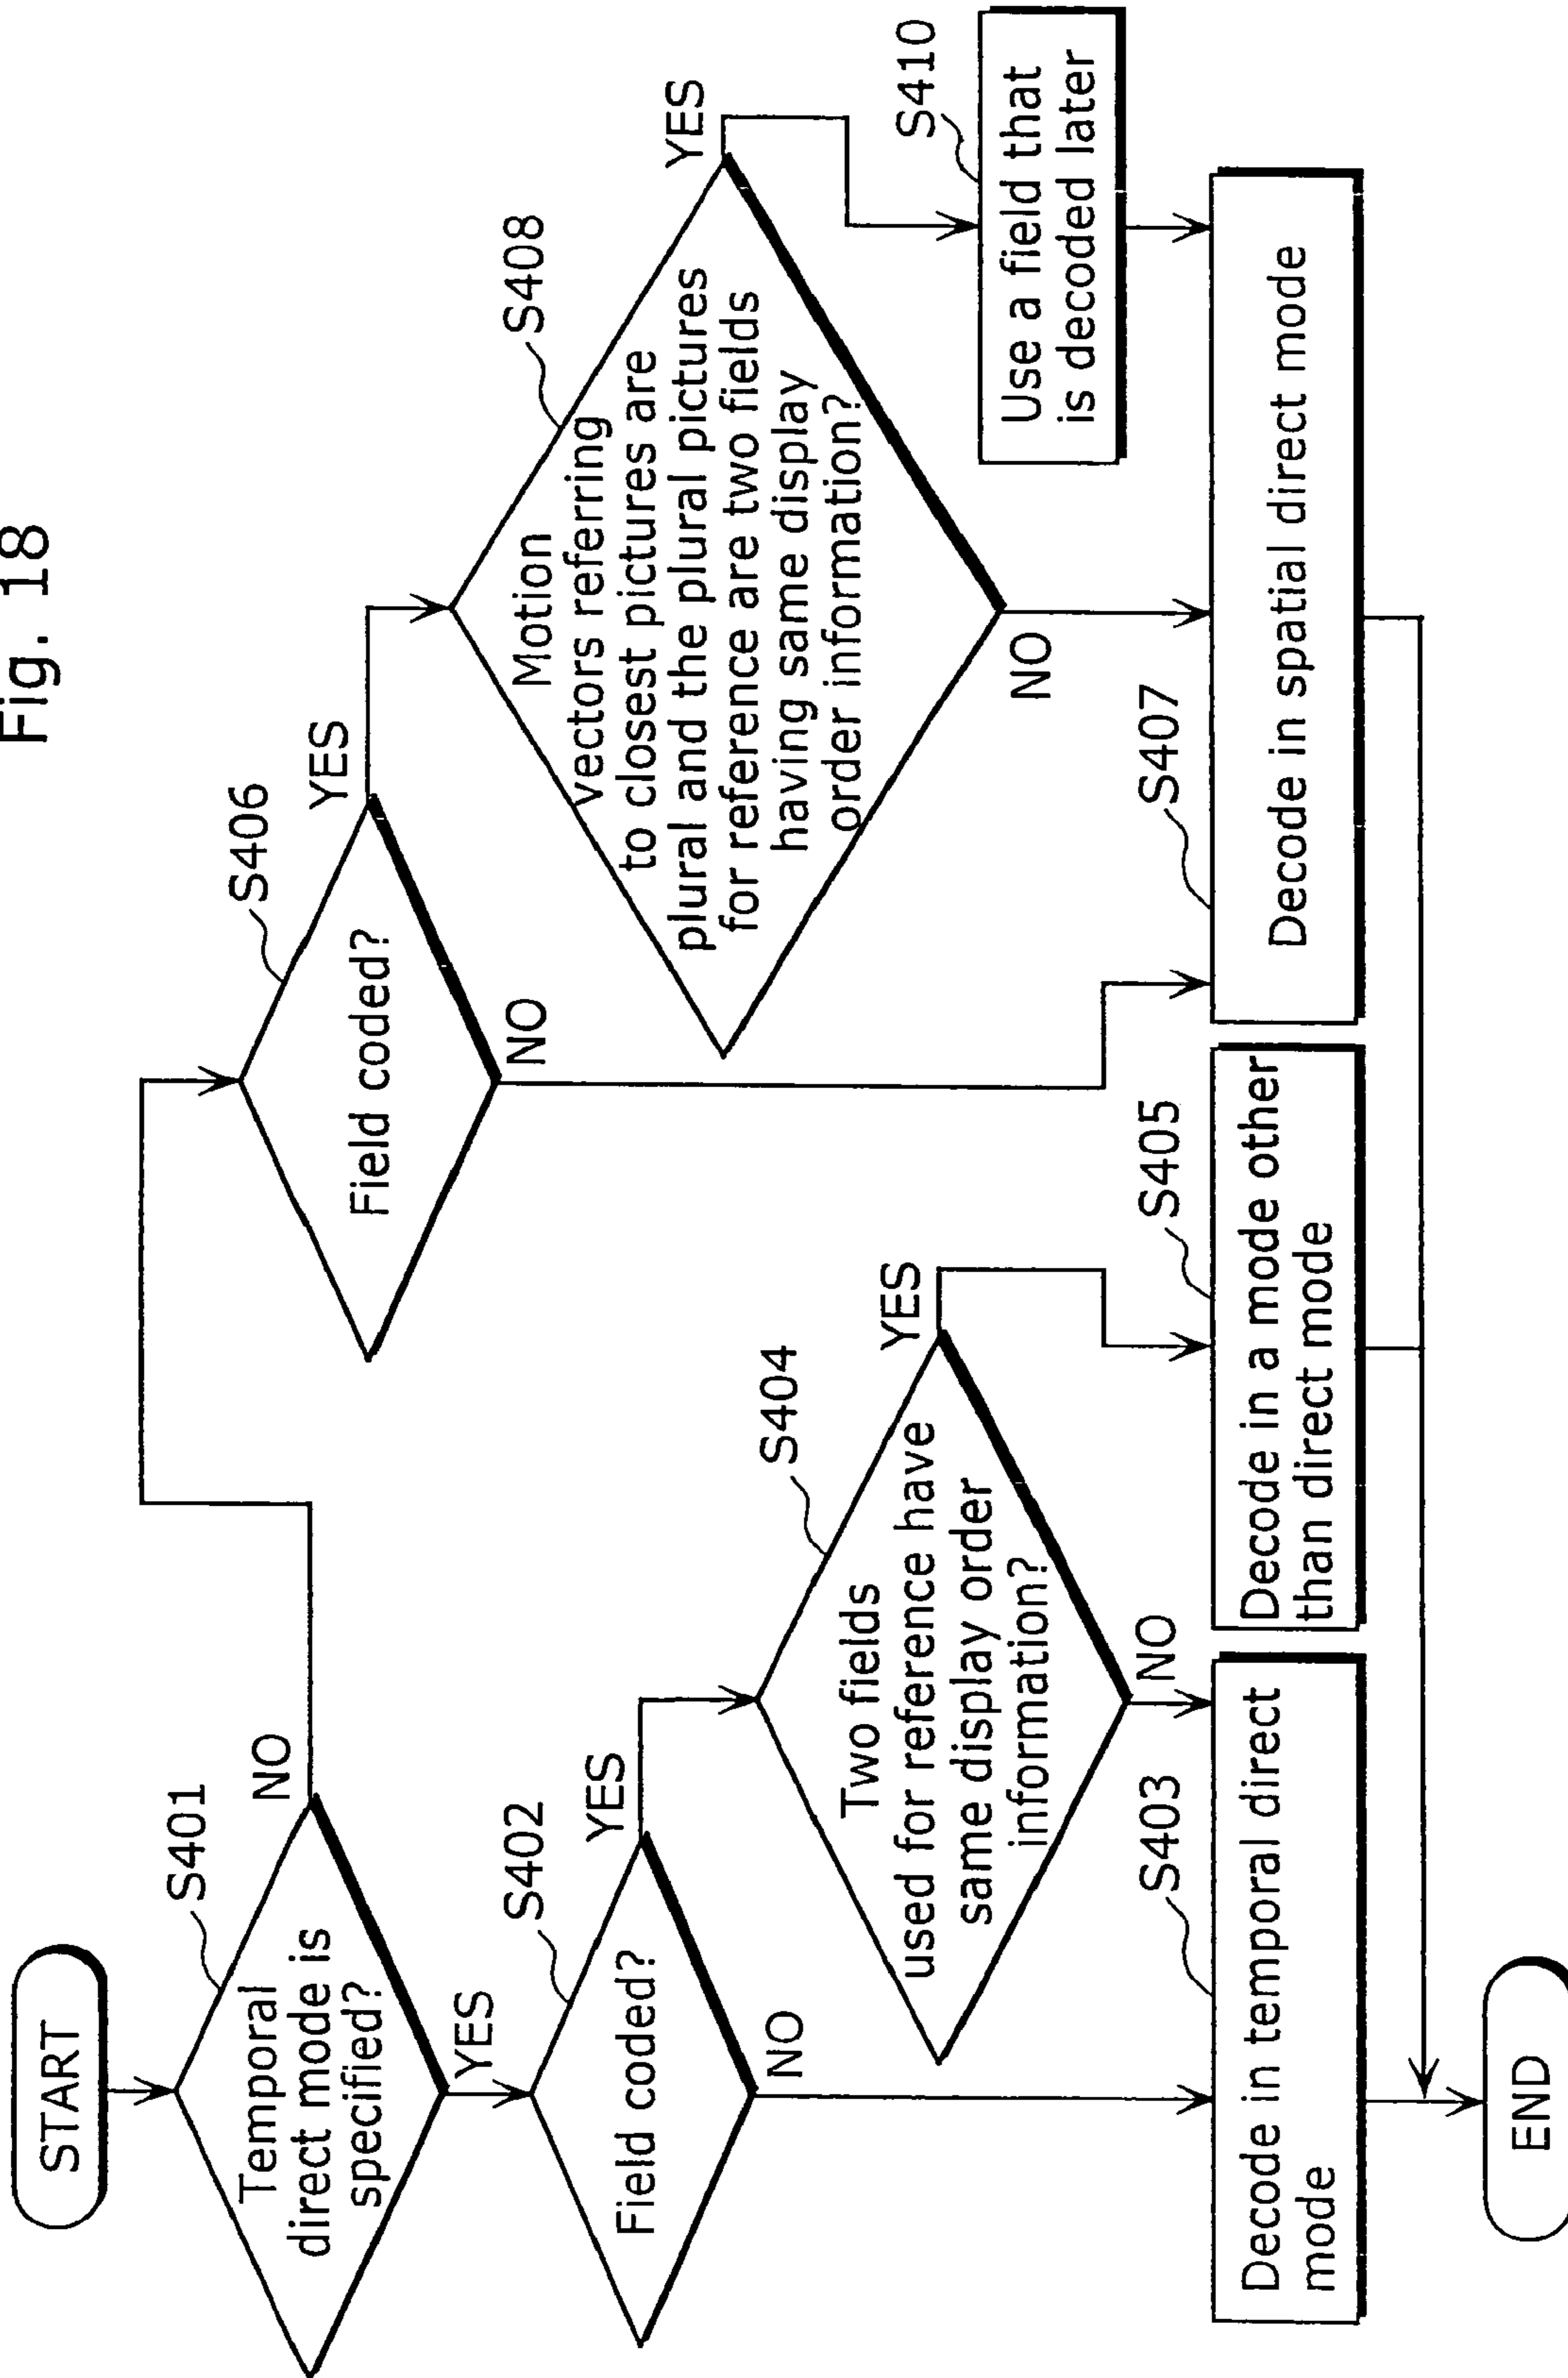 Fig. 18
START
S401
Temporal
direct mode is
specified?
NO
YES
S402
Field coded?
YES
NO
S404
Two fields
used for reference have
same display order
information?
YES
NO
S406
Field coded?
YES
NO
S408
Motion
vectors referring
to closest pictures are
plural and the plural pictures
for reference are two fields
having same display
order information?
YES
NO
S410
Use a field that
is decoded later
S403
Decode in temporal direct
mode
S405
Decode in a mode other
than direct mode
S407
Decode in spatial direct mode
END